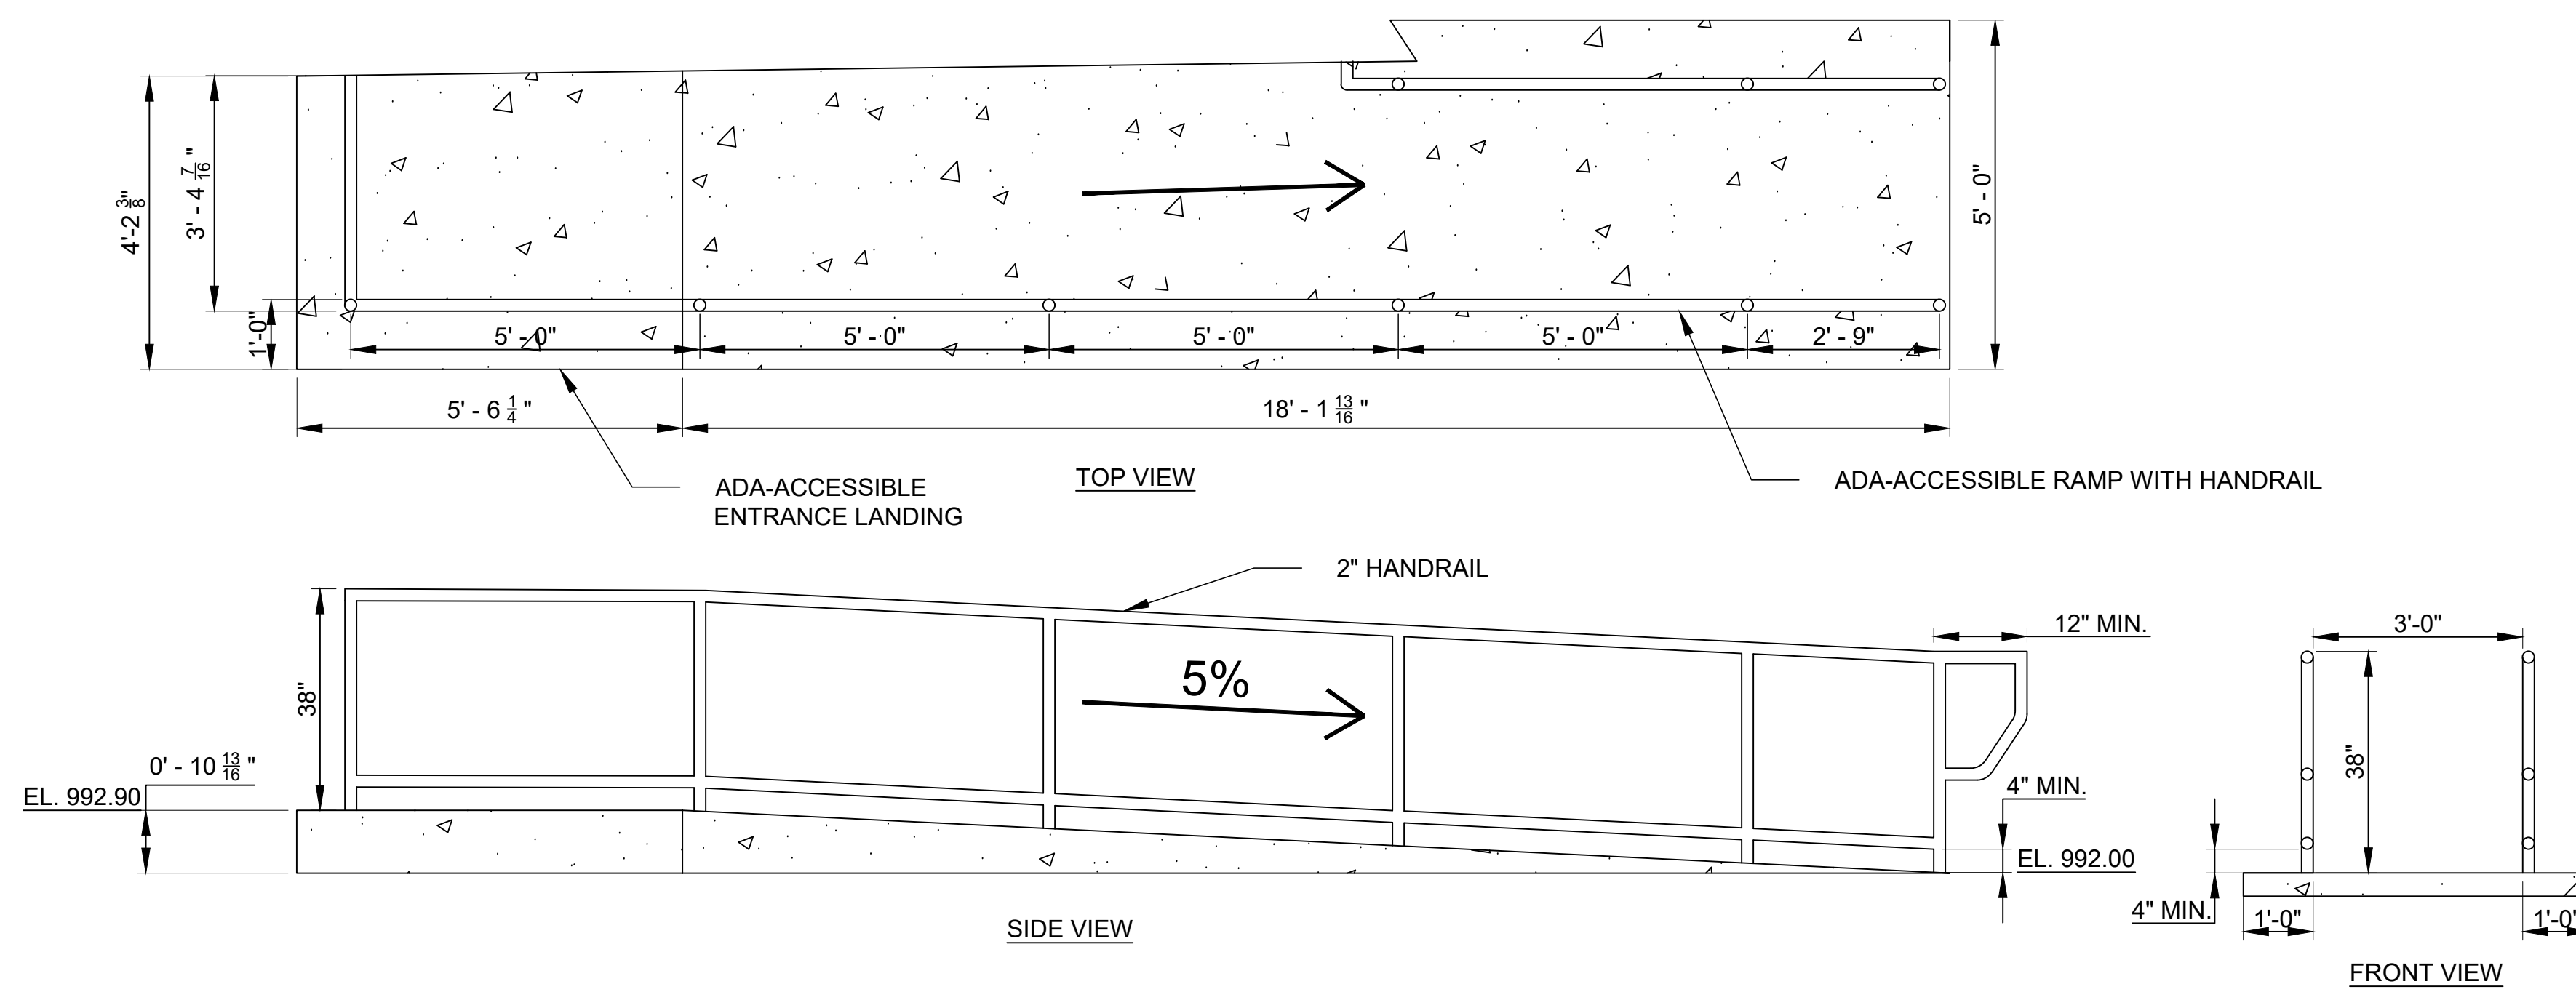 4'-2 3/8"
3' - 4 7/16 "
1'-0"
5' - 0"
5' - 0"
5' - 0"
5' - 0"
2' - 9"
5' - 0"
5' - 6 1/4 "
18' - 1 13/16 "
ADA-ACCESSIBLE
ENTRANCE LANDING
TOP VIEW
ADA-ACCESSIBLE RAMP WITH HANDRAIL
2" HANDRAIL
12" MIN.
3'-0"
38"
5%
38"
0' - 10 13/16 "
EL. 992.90
4" MIN.
EL. 992.00
4" MIN.
1'-0"
1'-0"
SIDE VIEW
FRONT VIEW